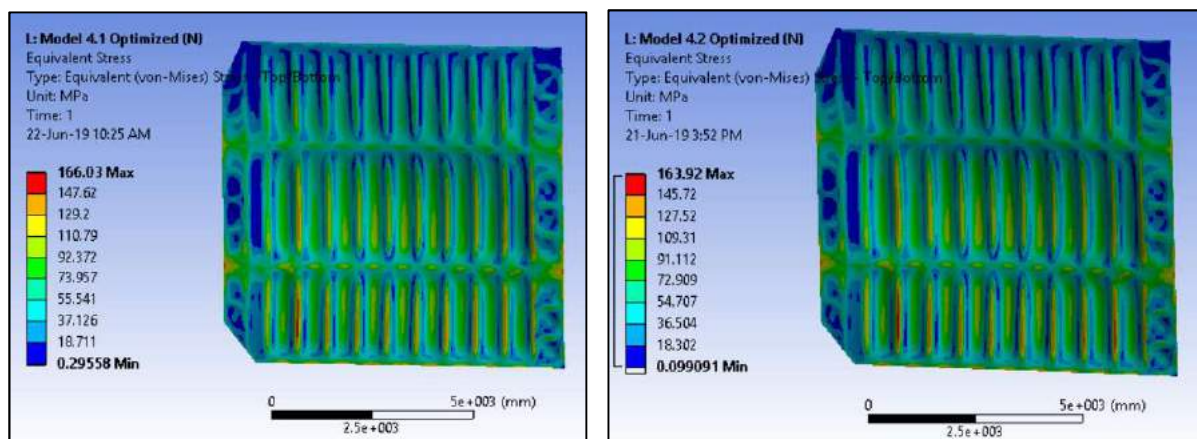 L: Model 4.1 Optimized (N)
Equivalent Stress
Type: Equivalent (von-Mises) Stress - Top/Bottom
Unit: MPa
Time: 1
22-Jun-19 10:25 AM
166.03 Max
147.62
129.2
110.79
92.372
73.957
55.541
37.126
18.711
0.29558 Min
0
5e+003 (mm)
2.5e+003
L: Model 4.2 Optimized (N)
Equivalent Stress
Type: Equivalent (von-Mises) Stress - Top/Bottom
Unit: MPa
Time: 1
21-Jun-19 3:52 PM
163.92 Max
145.72
127.52
109.31
91.112
72.909
54.707
36.504
18.302
0.099091 Min
0
5e+003 (mm)
2.5e+003